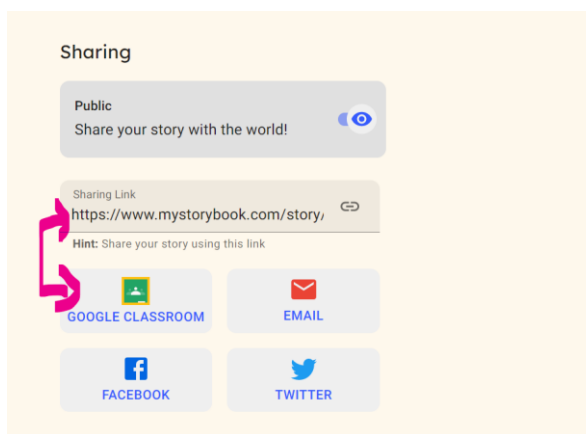 Sharing
Public
Share your story with the world!
Sharing Link
https://www.mystorybook.com/story/
Hint: Share your story using this link
GOOGLE CLASSROOM
EMAIL
FACEBOOK
TWITTER